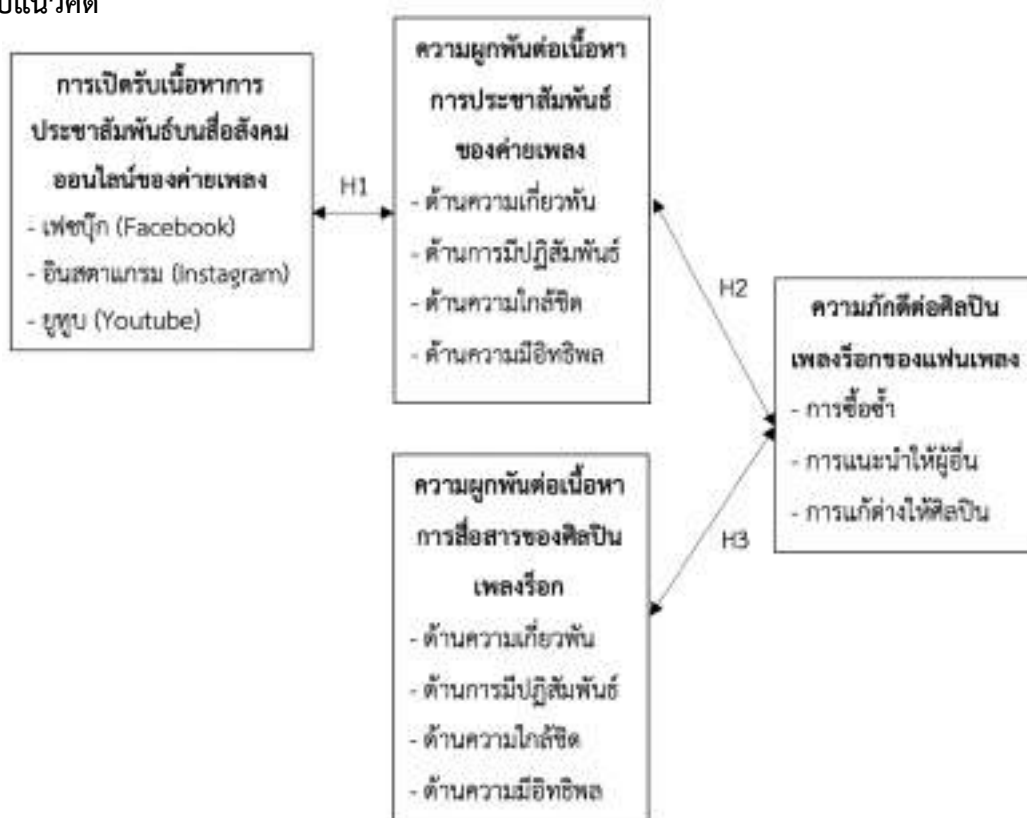 บแนวคิด
การเปิดรับเนื้อหาการ
ประชาสัมพันธ์บนสื่อสังคม
ออนไลน์ของค่ายเพลง
- เฟซบุ๊ก (Facebook)
- อินสตาแกรม (Instagram)
- ยูทูบ (Youtube)
H1
ความผูกพันต่อเนื้อหา
การประชาสัมพันธ์
ของค่ายเพลง
- ด้านความเกี่ยวพัน
- ด้านการมีปฏิสัมพันธ์
- ด้านความใกล้ชิด
- ด้านความมีอิทธิพล
H2
ความภักดีต่อศิลปิน
เพลงร็อกของแฟนเพลง
- การซื้อซ้ำ
- การแนะนำให้ผู้อื่น
- การแก้ต่างให้ศิลปิน
H3
ความผูกพันต่อเนื้อหา
การสื่อสารของศิลปิน
เพลงร็อก
- ด้านความเกี่ยวพัน
- ด้านการมีปฏิสัมพันธ์
- ด้านความใกล้ชิด
- ด้านความมีอิทธิพล